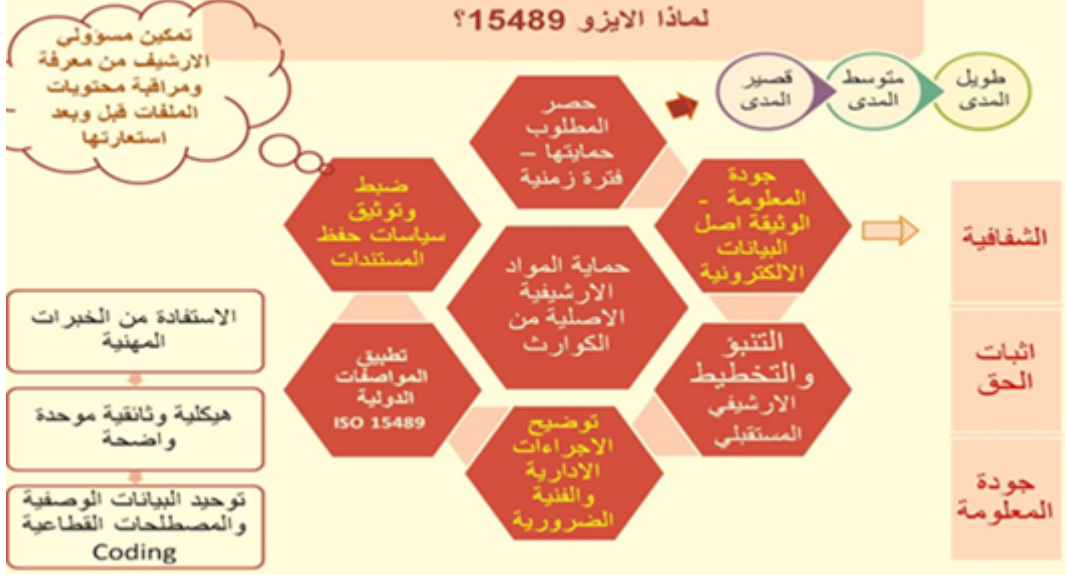 لماذا الايزو 15489؟
طويل
المدى
متوسط
المدى
قصير
المدى
تمكين مسؤولي
الارشيف من معرفة
ومراقبة محتويات
الملفات قبل وبعد
استعارتها
حصر
المطلوب
حمايتها –
فترة زمنية
جودة
المعلومة -
الوثيقة اصل
البيانات
الالكترونية
ضبط
وتوثيق
سياسات حفظ
المستندات
حماية المواد
الارشيفية
الاصلية من
الكوارث
التنبؤ
والتخطيط
الارشيفي
المستقبلي
تطبيق
المواصفات
الدولية
ISO 15489
توضيح
الاجراءات
الادارية
والفنية
الضرورية
الشفافية
اثبات
الحق
جودة
المعلومة
الاستفادة من الخبرات
المهنية
هيكلية وثائقية موحدة
واضحة
توحيد البيانات الوصفية
والمصطلحات القطاعية
Coding